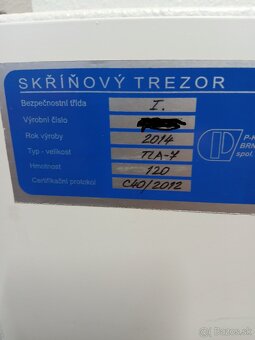 SKŘÍŇOVÝ TREZOR
Bezpečnostní třída I.
Výrobní číslo
Rok výroby 2014
Typ - velikost TLA-7
Hmotnost 120
Certifikační protokol C40/2012
P-K
BRN
spol.
© Bazos.sk